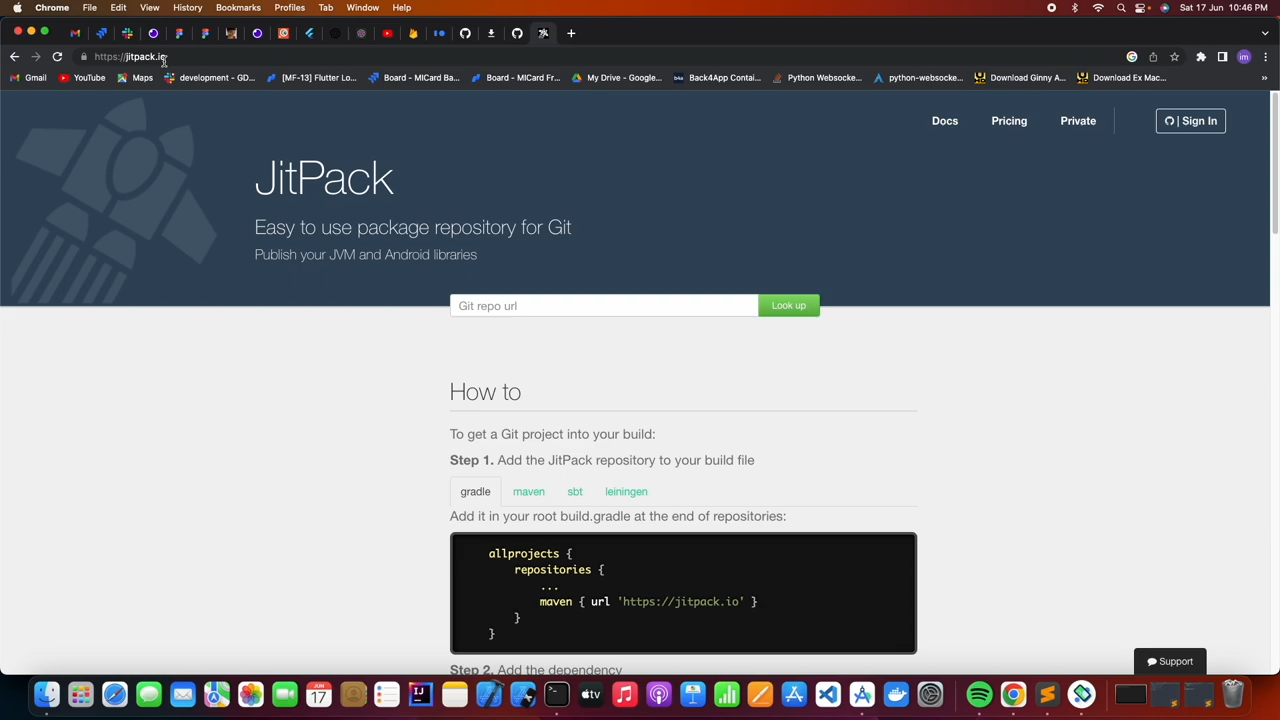 Chrome File Edit View History Bookmarks Profiles Tab Window Help Sat 17 Jun 10:46 PM
https://jitpack.io im
Gmail YouTube Maps development - GD... [MF-13] Flutter Lo... Board - MICard Ba... Board - MICard Fr... My Drive - Google... Back4App Contai... Python Websocke... python-websocke... Download Ginny A... Download Ex Mac... »
Docs Pricing Private | Sign In
JitPack
Easy to use package repository for Git
Publish your JVM and Android libraries
Git repo url Look up
How to
To get a Git project into your build:
Step 1. Add the JitPack repository to your build file
gradle maven sbt leiningen
Add it in your root build.gradle at the end of repositories:
allprojects {
repositories {
...
maven { url 'https://jitpack.io' }
}
}
Step 2. Add the dependency
Support
JUN
17
tv